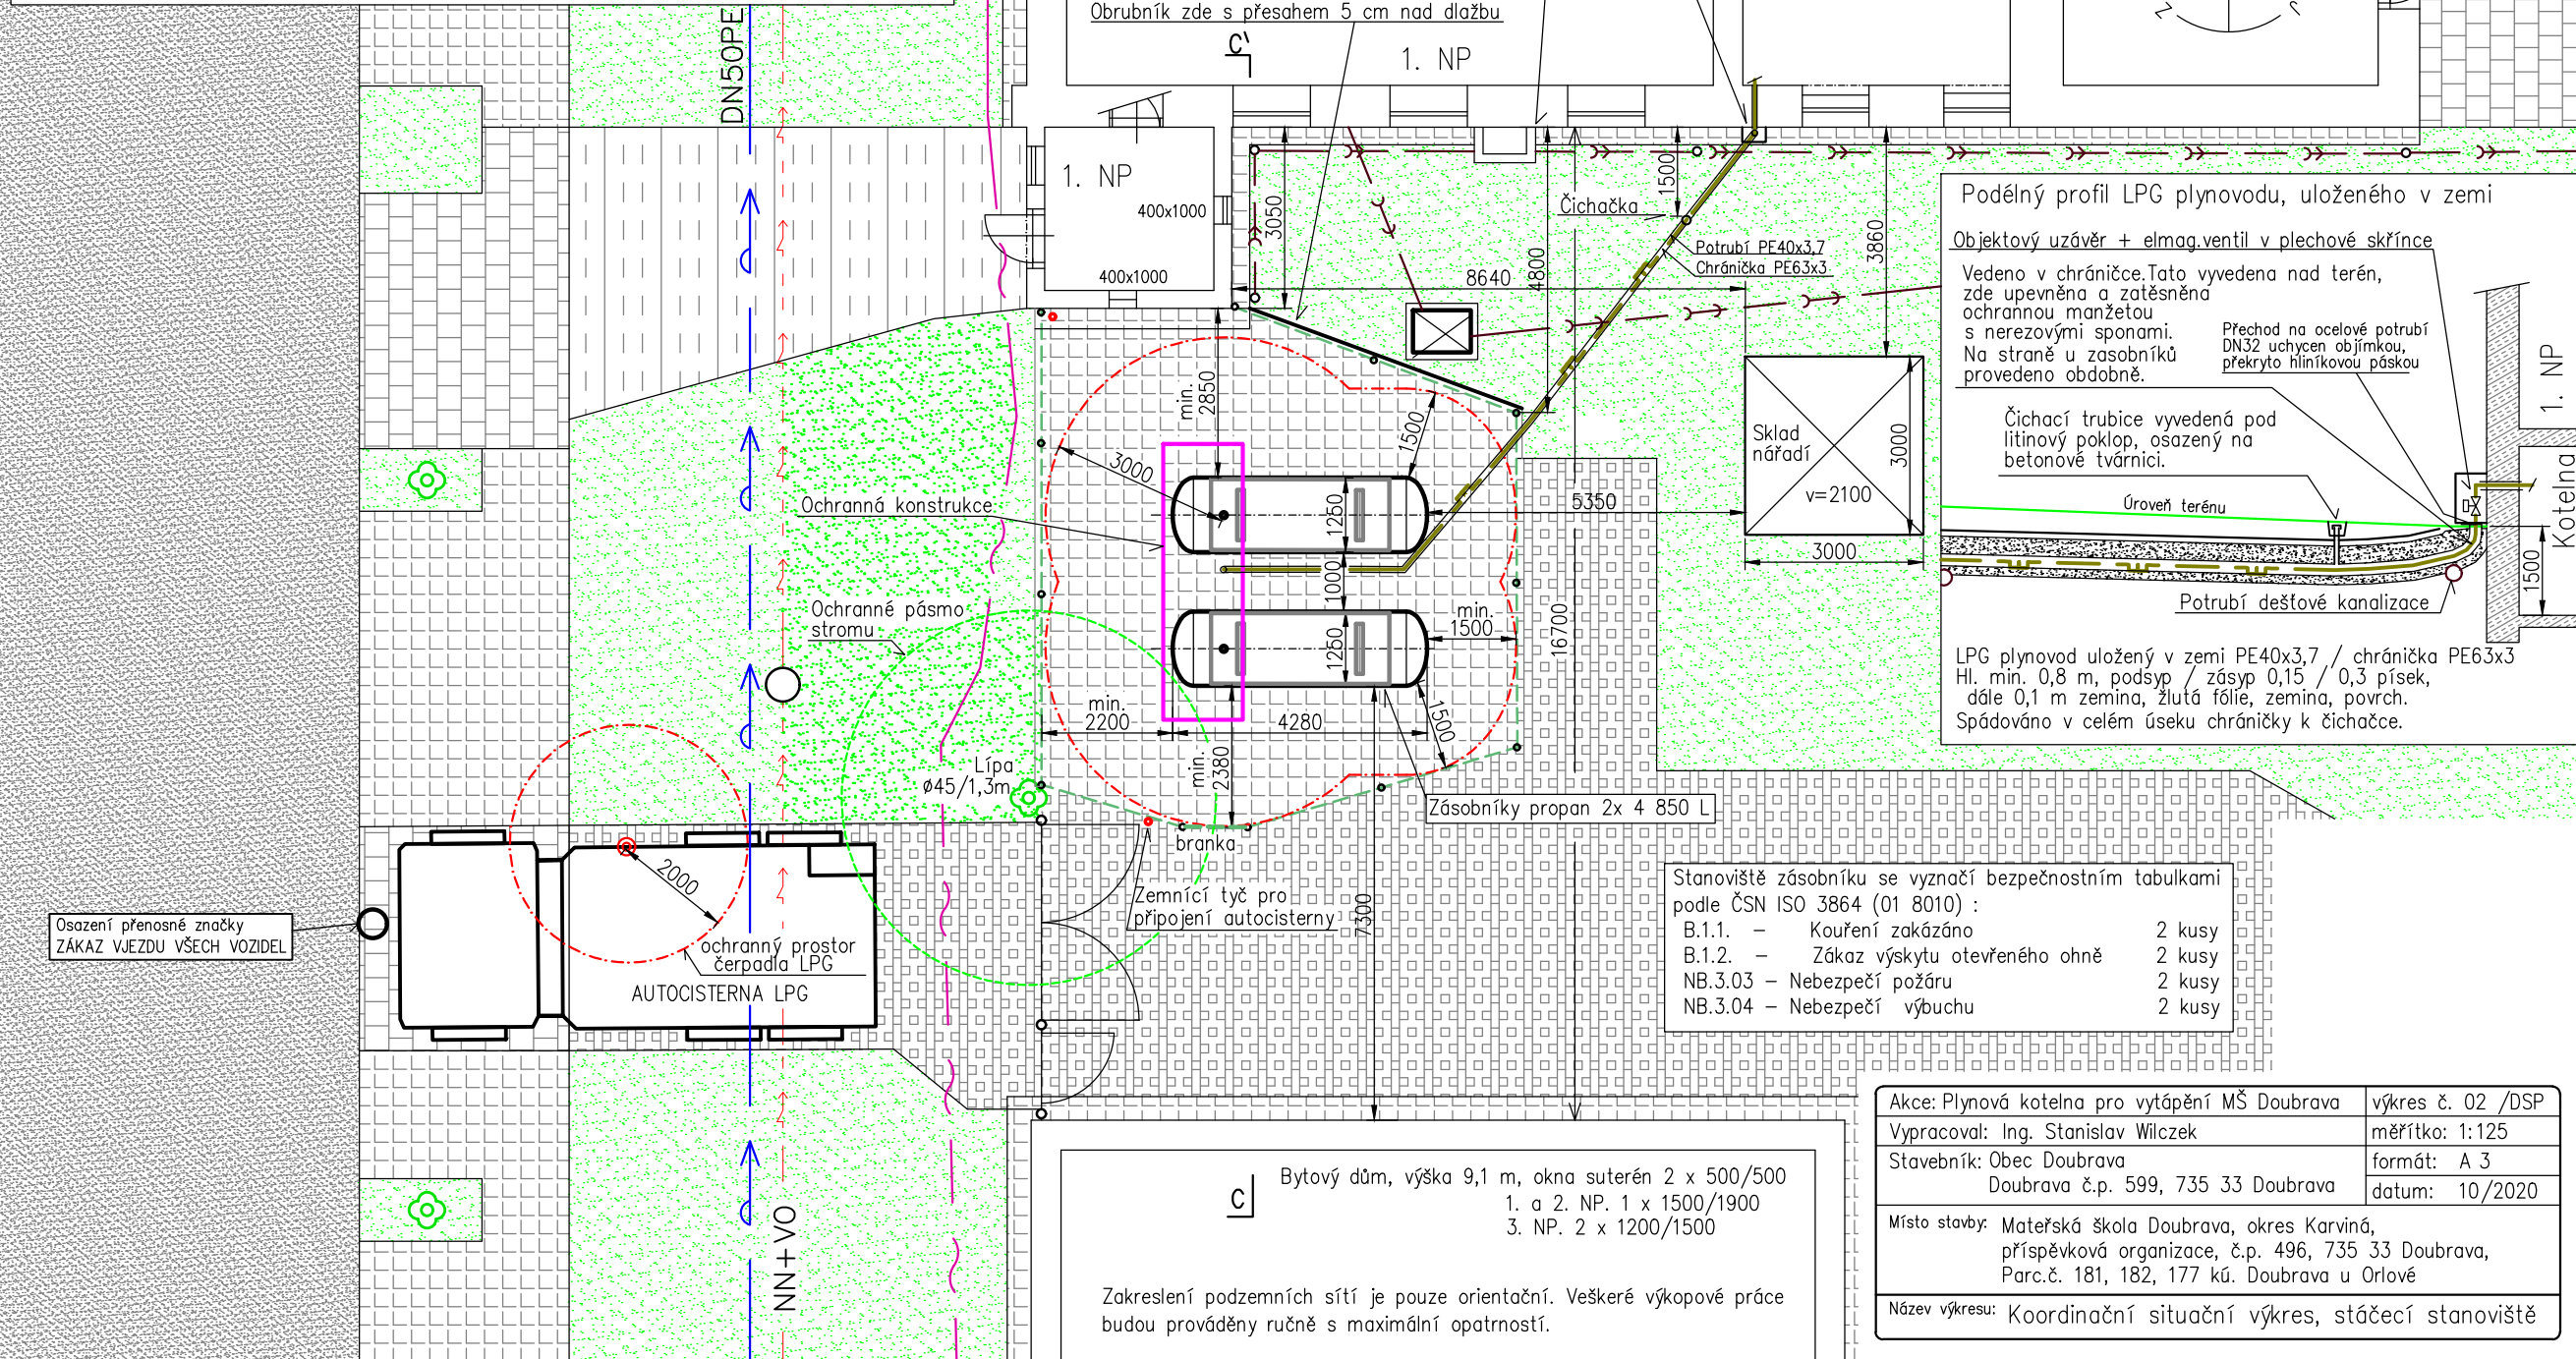 Obrubník zde s přesahem 5 cm nad dlažbu
C'
1. NP
DN50PE
1. NP
400x1000
400x1000
3050
8640
4800
1500
Čichačka
Potrubí PE40x3,7
Chránička PE63x3
3860
min.
2850
3000
1500
1250
1000
1250
min.
1500
5350
16700
Sklad
nářadí
v=2100
3000
3000
Ochranná konstrukce
Ochranné pásmo
stromu
min.
2200
4280
min.
2380
1500
Lípa
ø45/1,3m
Zásobníky propan 2x 4 850 L
branka
Zemnící tyč pro
připojení autocisterny
7300
2000
ochranný prostor
čerpadla LPG
AUTOCISTERNA LPG
Osazení přenosné značky
ZÁKAZ VJEZDU VŠECH VOZIDEL
NN+VO
Podélný profil LPG plynovodu, uloženého v zemi
Objektový uzávěr + elmag.ventil v plechové skřínce
Vedeno v chráničce.Tato vyvedena nad terén,
zde upevněna a zatěsněna
ochrannou manžetou
s nerezovými sponami.
Na straně u zasobníků
provedeno obdobně.
Přechod na ocelové potrubí
DN32 uchycen objímkou,
překryto hliníkovou páskou
Čichací trubice vyvedená pod
litinový poklop, osazený na
betonové tvárnici.
Úroveň terénu
1. NP
Kotelna
1500
Potrubí dešťové kanalizace
LPG plynovod uložený v zemi PE40x3,7 / chránička PE63x3
Hl. min. 0,8 m, podsyp / zásyp 0,15 / 0,3 písek,
dále 0,1 m zemina, žlutá fólie, zemina, povrch.
Spádováno v celém úseku chráničky k čichačce.
Stanoviště zásobníku se vyznačí bezpečnostním tabulkami
podle ČSN ISO 3864 (01 8010) :
B.1.1. – Kouření zakázáno 2 kusy
B.1.2. – Zákaz výskytu otevřeného ohně 2 kusy
NB.3.03 – Nebezpečí požáru 2 kusy
NB.3.04 – Nebezpečí výbuchu 2 kusy
C
Bytový dům, výška 9,1 m, okna suterén 2 x 500/500
1. a 2. NP. 1 x 1500/1900
3. NP. 2 x 1200/1500
Zakreslení podzemních sítí je pouze orientační. Veškeré výkopové práce
budou prováděny ručně s maximální opatrností.
Akce: Plynová kotelna pro vytápění MŠ Doubrava výkres č. 02 /DSP
Vypracoval: Ing. Stanislav Wilczek měřítko: 1:125
Stavebník: Obec Doubrava formát: A 3
Doubrava č.p. 599, 735 33 Doubrava datum: 10/2020
Místo stavby: Mateřská škola Doubrava, okres Karviná,
příspěvková organizace, č.p. 496, 735 33 Doubrava,
Parc.č. 181, 182, 177 kú. Doubrava u Orlové
Název výkresu: Koordinační situační výkres, stáčecí stanoviště